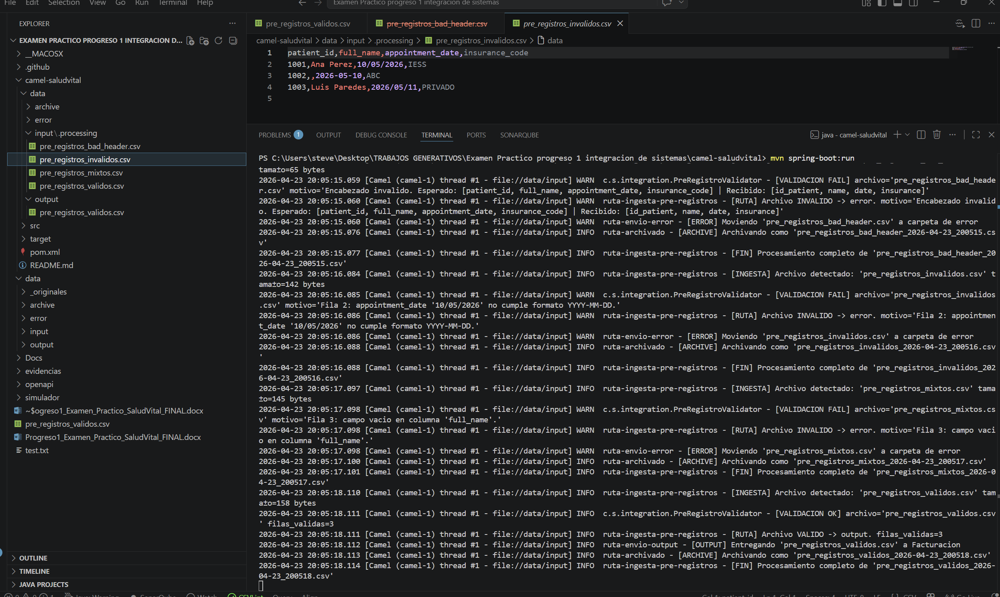 File Edit Selection View Go Run Terminal Help
Examen Practico progreso 1 integracion de sistemas
EXPLORER
EXAMEN PRACTICO PROGRESO 1 INTEGRACION D...
__MACOSX
.github
camel-saludvital
data
archive
error
input\.processing
pre_registros_bad_header.csv
pre_registros_invalidos.csv
pre_registros_mixtos.csv
pre_registros_validos.csv
output
pre_registros_validos.csv
src
target
pom.xml
README.md
data
_originales
archive
error
input
output
Docs
evidencias
openapi
simulador
~$ogreso1_Examen_Practico_SaludVital_FINAL.docx
pre_registros_validos.csv
Progreso1_Examen_Practico_SaludVital_FINAL.docx
test.txt
OUTLINE
TIMELINE
JAVA PROJECTS
pre_registros_validos.csv pre_registros_bad_header.csv pre_registros_invalidos.csv
camel-saludvital > data > input > .processing > pre_registros_invalidos.csv > data
1 patient_id,full_name,appointment_date,insurance_code
2 1001,Ana Perez,10/05/2026,IESS
3 1002,,2026-05-10,ABC
4 1003,Luis Paredes,2026/05/11,PRIVADO
5
PROBLEMS 1 OUTPUT DEBUG CONSOLE TERMINAL PORTS SONARQUBE java - camel-saludvital
PS C:\Users\steve\Desktop\TRABAJOS GENERATIVOS\Examen Practico progreso 1 integracion de sistemas\camel-saludvital> mvn spring-boot:run
tama±o=65 bytes
2026-04-23 20:05:15.059 [Camel (camel-1) thread #1 - file://data/input] WARN  c.s.integration.PreRegistroValidator - [VALIDACION FAIL] archivo='pre_registros_bad_heade
r.csv' motivo='Encabezado invalido. Esperado: [patient_id, full_name, appointment_date, insurance_code] | Recibido: [id_patient, name, date, insurance]'
2026-04-23 20:05:15.060 [Camel (camel-1) thread #1 - file://data/input] WARN  ruta-ingesta-pre-registros - [RUTA] Archivo INVALIDO -> error. motivo='Encabezado invalid
o. Esperado: [patient_id, full_name, appointment_date, insurance_code] | Recibido: [id_patient, name, date, insurance]'
2026-04-23 20:05:15.060 [Camel (camel-1) thread #1 - file://data/input] WARN  ruta-envio-error - [ERROR] Moviendo 'pre_registros_bad_header.csv' a carpeta de error
2026-04-23 20:05:15.076 [Camel (camel-1) thread #1 - file://data/input] INFO  ruta-archivado - [ARCHIVE] Archivando como 'pre_registros_bad_header_2026-04-23_200515.cs
v'
2026-04-23 20:05:15.077 [Camel (camel-1) thread #1 - file://data/input] INFO  ruta-ingesta-pre-registros - [FIN] Procesamiento completo de 'pre_registros_bad_header_20
26-04-23_200515.csv'
2026-04-23 20:05:16.084 [Camel (camel-1) thread #1 - file://data/input] INFO  ruta-ingesta-pre-registros - [INGESTA] Archivo detectado: 'pre_registros_invalidos.csv' t
ama±o=142 bytes
2026-04-23 20:05:16.085 [Camel (camel-1) thread #1 - file://data/input] WARN  c.s.integration.PreRegistroValidator - [VALIDACION FAIL] archivo='pre_registros_invalidos
.csv' motivo='Fila 2: appointment_date '10/05/2026' no cumple formato YYYY-MM-DD.'
2026-04-23 20:05:16.086 [Camel (camel-1) thread #1 - file://data/input] WARN  ruta-ingesta-pre-registros - [RUTA] Archivo INVALIDO -> error. motivo='Fila 2: appointmen
t_date '10/05/2026' no cumple formato YYYY-MM-DD.'
2026-04-23 20:05:16.086 [Camel (camel-1) thread #1 - file://data/input] WARN  ruta-envio-error - [ERROR] Moviendo 'pre_registros_invalidos.csv' a carpeta de error
2026-04-23 20:05:16.088 [Camel (camel-1) thread #1 - file://data/input] INFO  ruta-archivado - [ARCHIVE] Archivando como 'pre_registros_invalidos_2026-04-23_200516.csv
'
2026-04-23 20:05:16.088 [Camel (camel-1) thread #1 - file://data/input] INFO  ruta-ingesta-pre-registros - [FIN] Procesamiento completo de 'pre_registros_invalidos_202
6-04-23_200516.csv'
2026-04-23 20:05:17.097 [Camel (camel-1) thread #1 - file://data/input] INFO  ruta-ingesta-pre-registros - [INGESTA] Archivo detectado: 'pre_registros_mixtos.csv' tama
±o=145 bytes
2026-04-23 20:05:17.098 [Camel (camel-1) thread #1 - file://data/input] WARN  c.s.integration.PreRegistroValidator - [VALIDACION FAIL] archivo='pre_registros_mixtos.cs
v' motivo='Fila 3: campo vacio en columna 'full_name'.'
2026-04-23 20:05:17.098 [Camel (camel-1) thread #1 - file://data/input] WARN  ruta-ingesta-pre-registros - [RUTA] Archivo INVALIDO -> error. motivo='Fila 3: campo vaci
o en columna 'full_name'.'
2026-04-23 20:05:17.098 [Camel (camel-1) thread #1 - file://data/input] WARN  ruta-envio-error - [ERROR] Moviendo 'pre_registros_mixtos.csv' a carpeta de error
2026-04-23 20:05:17.100 [Camel (camel-1) thread #1 - file://data/input] INFO  ruta-archivado - [ARCHIVE] Archivando como 'pre_registros_mixtos_2026-04-23_200517.csv'
2026-04-23 20:05:17.101 [Camel (camel-1) thread #1 - file://data/input] INFO  ruta-ingesta-pre-registros - [FIN] Procesamiento completo de 'pre_registros_mixtos_2026-0
4-23_200517.csv'
2026-04-23 20:05:18.110 [Camel (camel-1) thread #1 - file://data/input] INFO  ruta-ingesta-pre-registros - [INGESTA] Archivo detectado: 'pre_registros_validos.csv' tam
a±o=158 bytes
2026-04-23 20:05:18.111 [Camel (camel-1) thread #1 - file://data/input] INFO  c.s.integration.PreRegistroValidator - [VALIDACION OK] archivo='pre_registros_validos.csv
' filas_validas=3
2026-04-23 20:05:18.111 [Camel (camel-1) thread #1 - file://data/input] INFO  ruta-ingesta-pre-registros - [RUTA] Archivo VALIDO -> output. filas_validas=3
2026-04-23 20:05:18.112 [Camel (camel-1) thread #1 - file://data/input] INFO  ruta-envio-output - [OUTPUT] Entregando 'pre_registros_validos.csv' a Facturacion
2026-04-23 20:05:18.113 [Camel (camel-1) thread #1 - file://data/input] INFO  ruta-archivado - [ARCHIVE] Archivando como 'pre_registros_validos_2026-04-23_200518.csv'
2026-04-23 20:05:18.114 [Camel (camel-1) thread #1 - file://data/input] INFO  ruta-ingesta-pre-registros - [FIN] Procesamiento completo de 'pre_registros_validos_2026-
04-23_200518.csv'